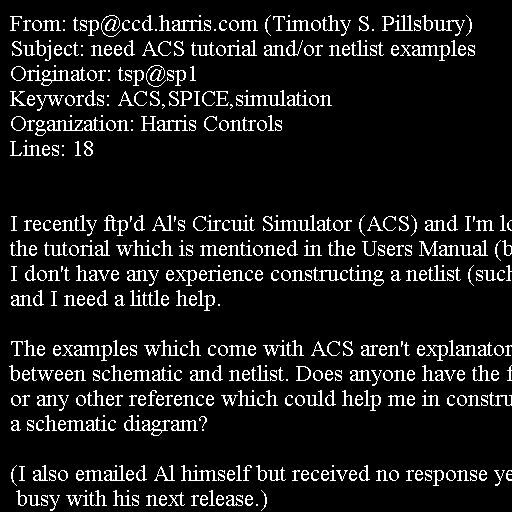 From: tsp@ccd.harris.com (Timothy S. Pillsbury)
Subject: need ACS tutorial and/or netlist examples
Originator: tsp@sp1
Keywords: ACS,SPICE,simulation
Organization: Harris Controls
Lines: 18
I recently ftp'd Al's Circuit Simulator (ACS) and I'm
the tutorial which is mentioned in the Users Manual
I don't have any experience constructing a netlist (such
and I need a little help.
The examples which come with ACS aren't
between schematic and netlist. Does anyone have the
or any other reference which could help me in
a schematic diagram?
(I also emailed Al himself but received no response
busy with his next release.)